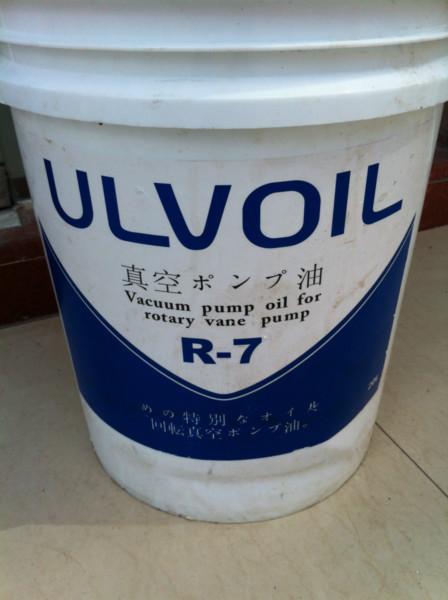 ULVOIL
真空ポンプ油
Vacuum pump oil for
rotary vane pump
R-7
めの特別なオイル
回転真空ポンプ油。